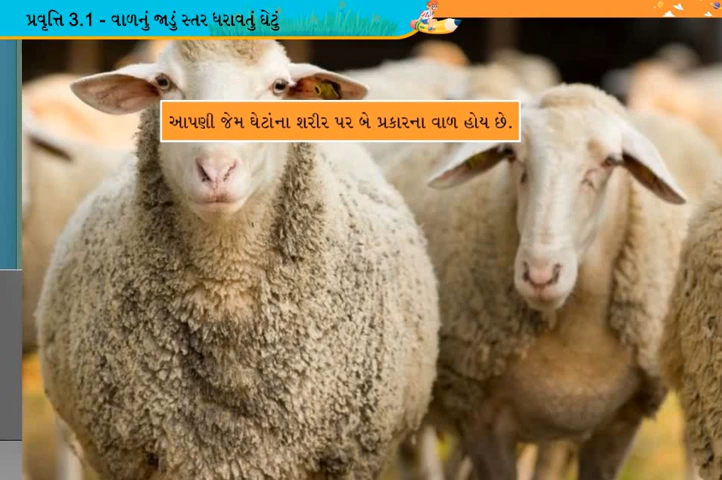 પ્રવૃત્તિ 3.1 - વાળનું જાડું સ્તર ધરાવતું ઘેટું
આપણી જેમ ઘેટાંના શરીર પર બે પ્રકારના વાળ હોય છે.